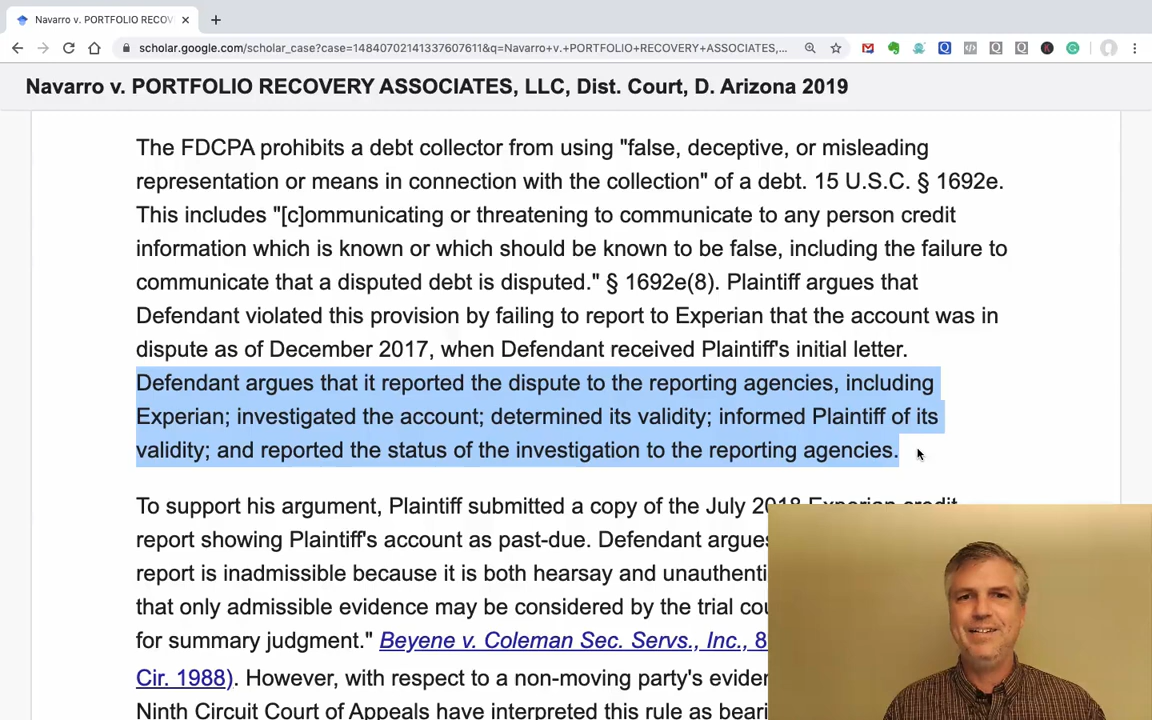 Navarro v. PORTFOLIO RECOV
scholar.google.com/scholar_case?case=14840702141337607611&q=Navarro+v.+PORTFOLIO+RECOVERY+ASSOCIATES,...
Navarro v. PORTFOLIO RECOVERY ASSOCIATES, LLC, Dist. Court, D. Arizona 2019
The FDCPA prohibits a debt collector from using "false, deceptive, or misleading
representation or means in connection with the collection" of a debt. 15 U.S.C. § 1692e.
This includes "[c]ommunicating or threatening to communicate to any person credit
information which is known or which should be known to be false, including the failure to
communicate that a disputed debt is disputed." § 1692e(8). Plaintiff argues that
Defendant violated this provision by failing to report to Experian that the account was in
dispute as of December 2017, when Defendant received Plaintiff's initial letter.
Defendant argues that it reported the dispute to the reporting agencies, including
Experian; investigated the account; determined its validity; informed Plaintiff of its
validity; and reported the status of the investigation to the reporting agencies.
To support his argument, Plaintiff submitted a copy of the July 2018 Experian credit
report showing Plaintiff's account as past-due. Defendant argues
report is inadmissible because it is both hearsay and unauthenti
that only admissible evidence may be considered by the trial cou
for summary judgment." Beyene v. Coleman Sec. Servs., Inc., 8
Cir. 1988). However, with respect to a non-moving party's eviden
Ninth Circuit Court of Appeals have interpreted this rule as beari